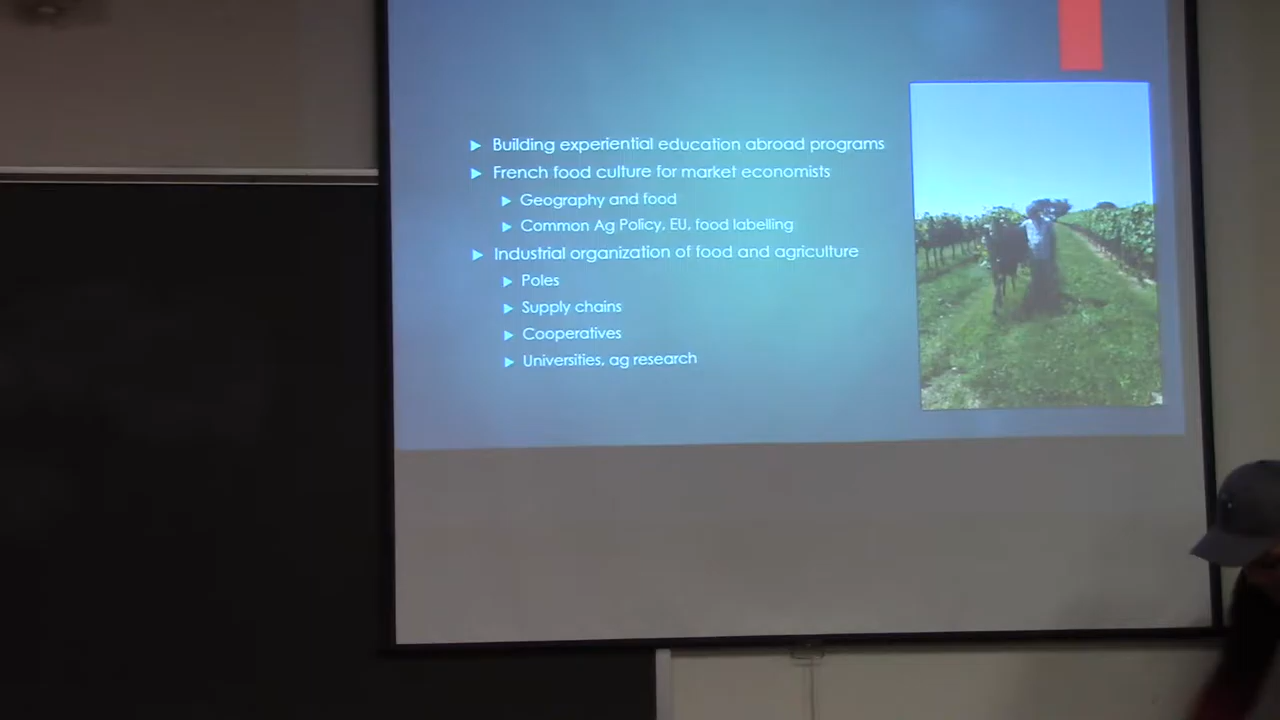 Building experiential education abroad programs
French food culture for market economists
Geography and food
Common Ag Policy, EU, food labelling
Industrial organization of food and agriculture
Poles
Supply chains
Cooperatives
Universities, ag research